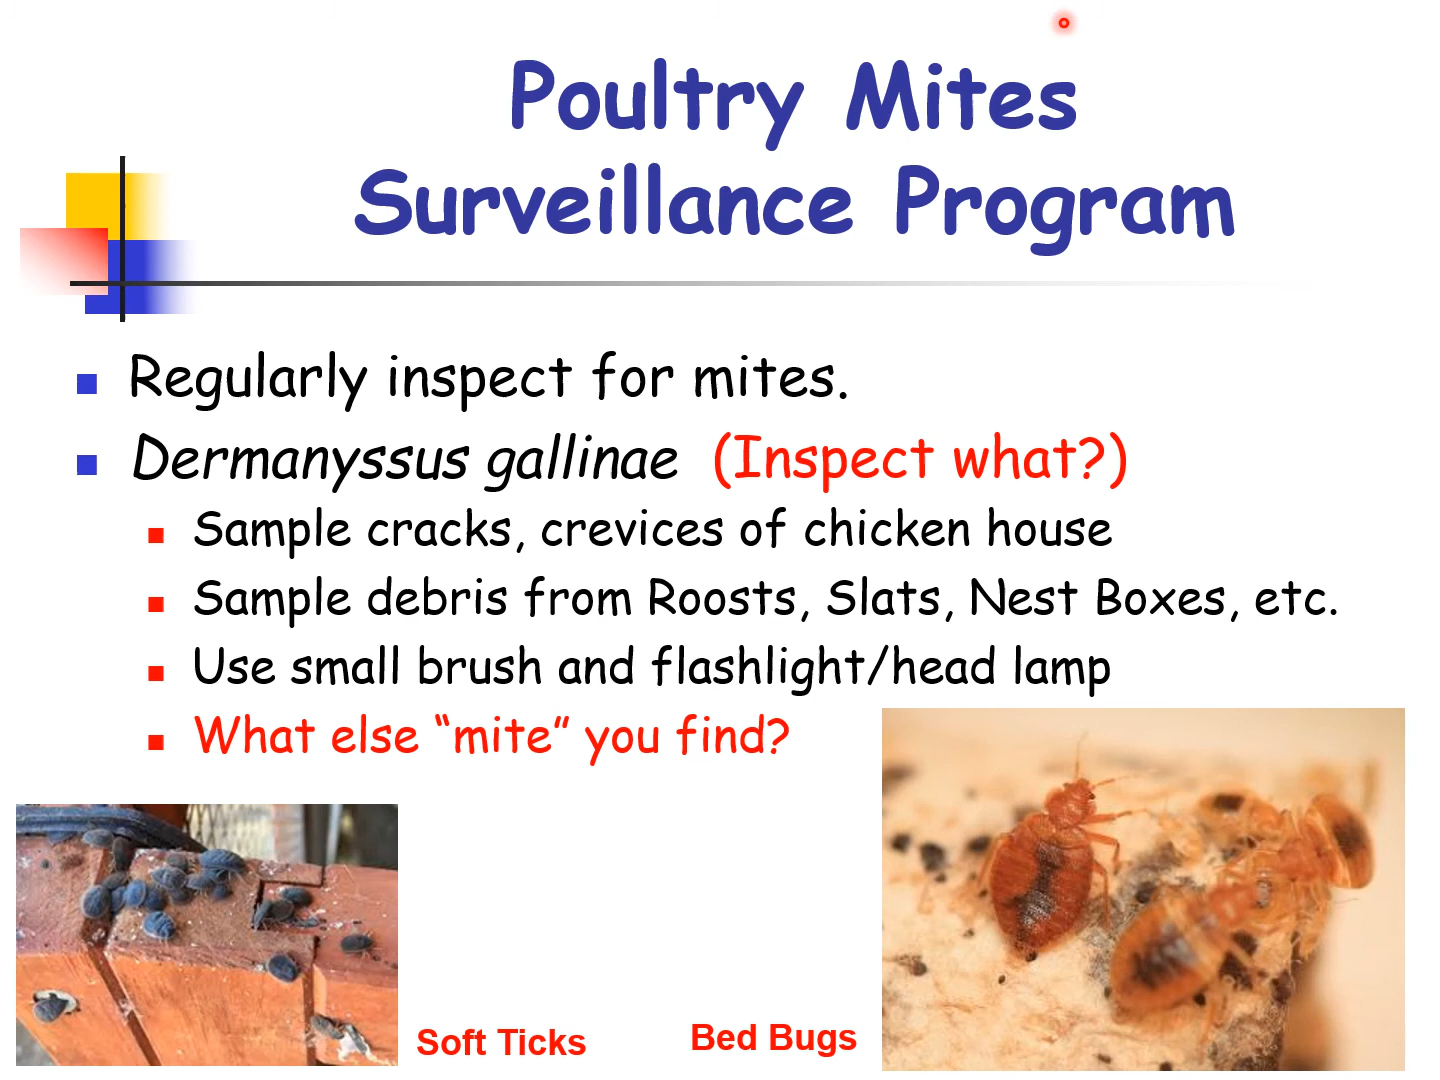 Poultry Mites
Surveillance Program
Regularly inspect for mites.
Dermanyssus gallinae (Inspect what?)
Sample cracks, crevices of chicken house
Sample debris from Roosts, Slats, Nest Boxes, etc.
Use small brush and flashlight/head lamp
What else “mite” you find?
Soft Ticks
Bed Bugs